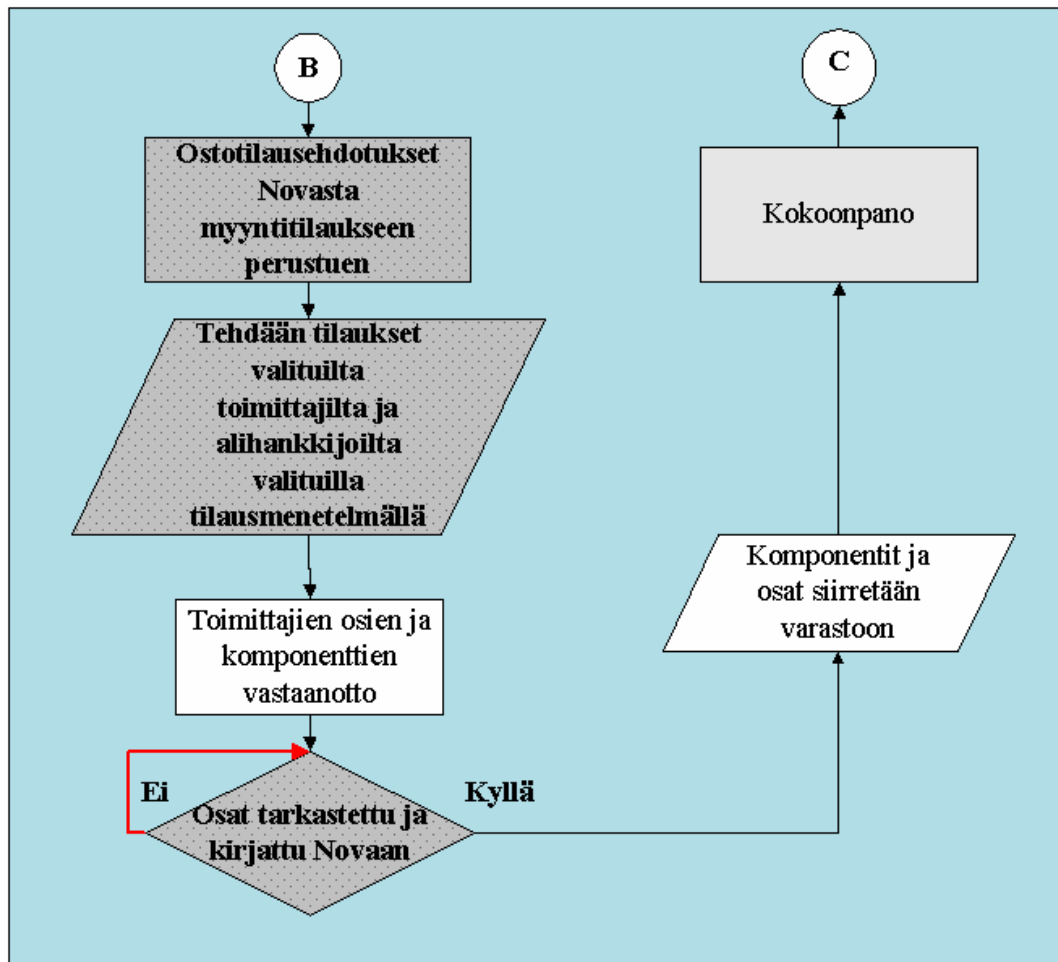 B
Ostotilausehdotukset
Novasta
myyntitilaukseen
perustuen
Tehdään tilaukset
valituilta
toimittajilta ja
alihankkijoilta
valituilla
tilausmenetelmällä
Toimittajien osien ja
komponenttien
vastaanotto
Ei
Osat tarkastettu ja
kirjattu Novaan
Kyllä
Komponentit ja
osat siirretään
varastoon
Kokoonpano
C